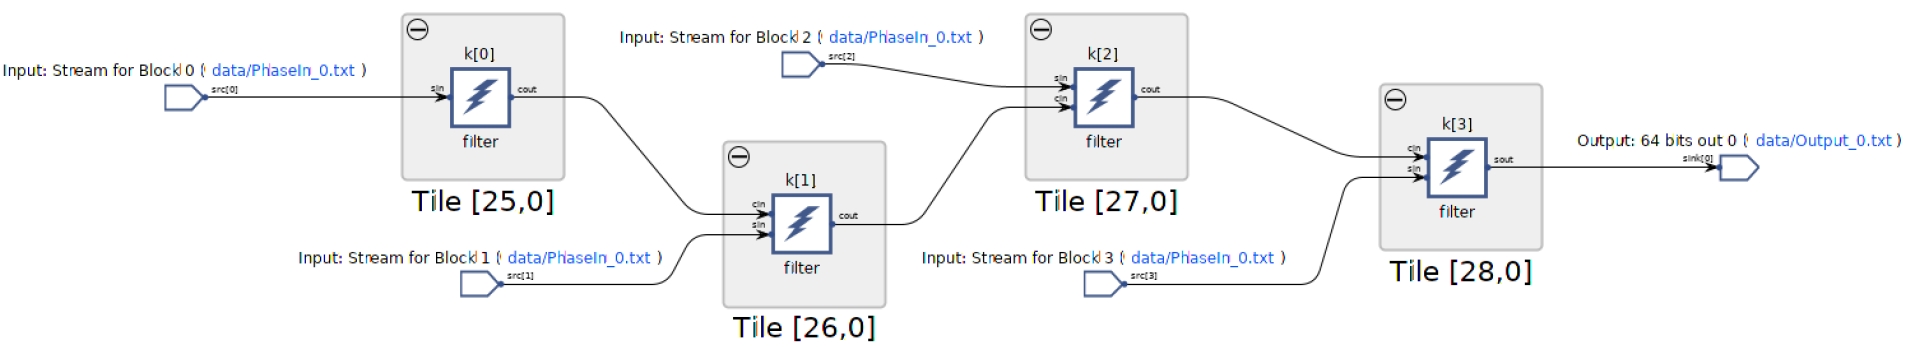 Input: Stream for Block 0 ( data/PhaseIn_0.txt )
src[0]
sin
k[0]
cout
filter
Tile [25,0]
Input: Stream for Block 1 ( data/PhaseIn_0.txt )
src[1]
cin
sin
k[1]
cout
filter
Tile [26,0]
Input: Stream for Block 2 ( data/PhaseIn_0.txt )
src[2]
sin
cin
k[2]
cout
filter
Tile [27,0]
Input: Stream for Block 3 ( data/PhaseIn_0.txt )
src[3]
cin
sin
k[3]
sout
filter
Tile [28,0]
Output: 64 bits out 0 ( data/Output_0.txt )
sink[0]